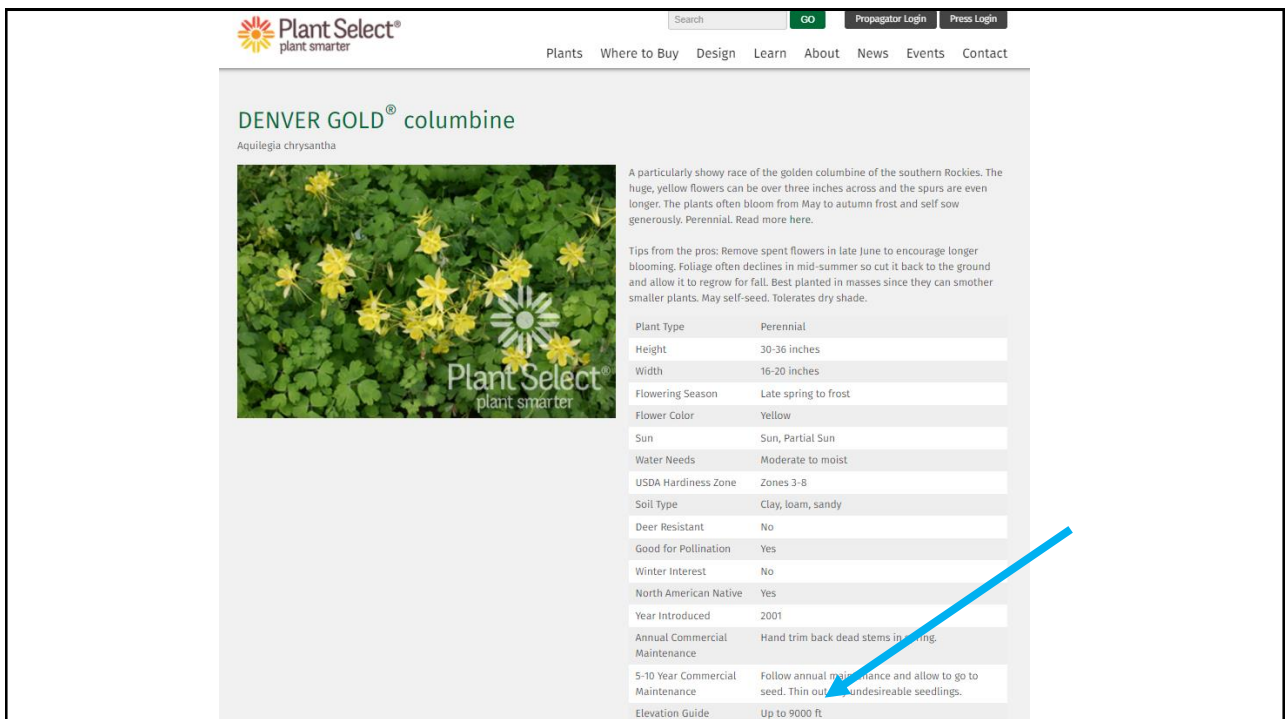 Plant Select®
plant smarter
Search GO Propagator Login Press Login
Plants Where to Buy Design Learn About News Events Contact
DENVER GOLD® columbine
Aquilegia chrysantha
Plant Select®
plant smarter
A particularly showy race of the golden columbine of the southern Rockies. The
huge, yellow flowers can be over three inches across and the spurs are even
longer. The plants often bloom from May to autumn frost and self sow
generously. Perennial. Read more here.
Tips from the pros: Remove spent flowers in late June to encourage longer
blooming. Foliage often declines in mid-summer so cut it back to the ground
and allow it to regrow for fall. Best planted in masses since they can smother
smaller plants. May self-seed. Tolerates dry shade.
Plant Type Perennial
Height 30-36 inches
Width 16-20 inches
Flowering Season Late spring to frost
Flower Color Yellow
Sun Sun, Partial Sun
Water Needs Moderate to moist
USDA Hardiness Zone Zones 3-8
Soil Type Clay, loam, sandy
Deer Resistant No
Good for Pollination Yes
Winter Interest No
North American Native Yes
Year Introduced 2001
Annual Commercial Hand trim back dead stems in
Maintenance
5-10 Year Commercial Follow annual and allow to go to
Maintenance seed. Thin out undesireable seedlings.
Elevation Guide Up to 9000 ft